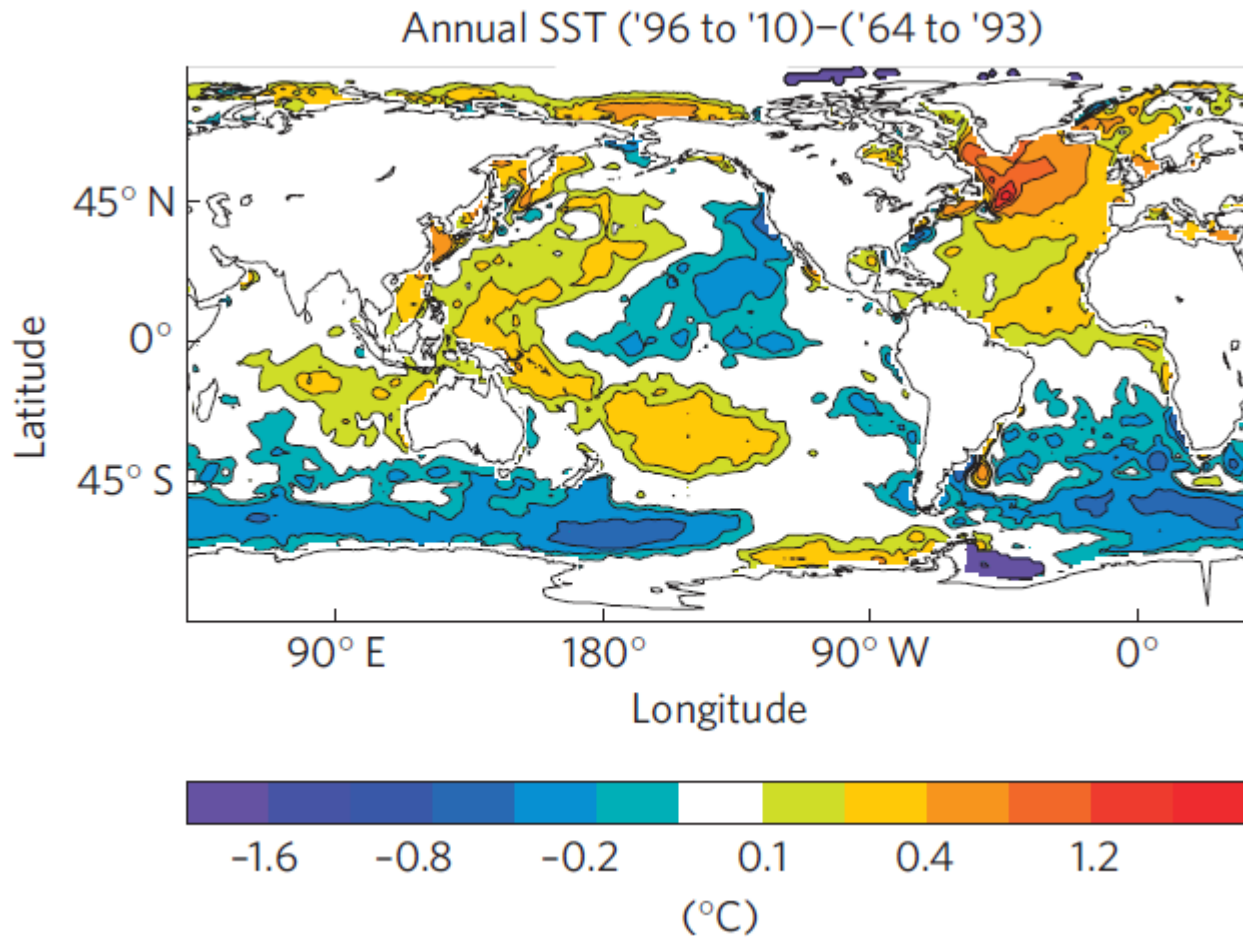 Annual SST ('96 to '10)–('64 to '93)
45° N
0°
45° S
Latitude
90° E 180° 90° W 0°
Longitude
–1.6 –0.8 –0.2 0.1 0.4 1.2
(°C)